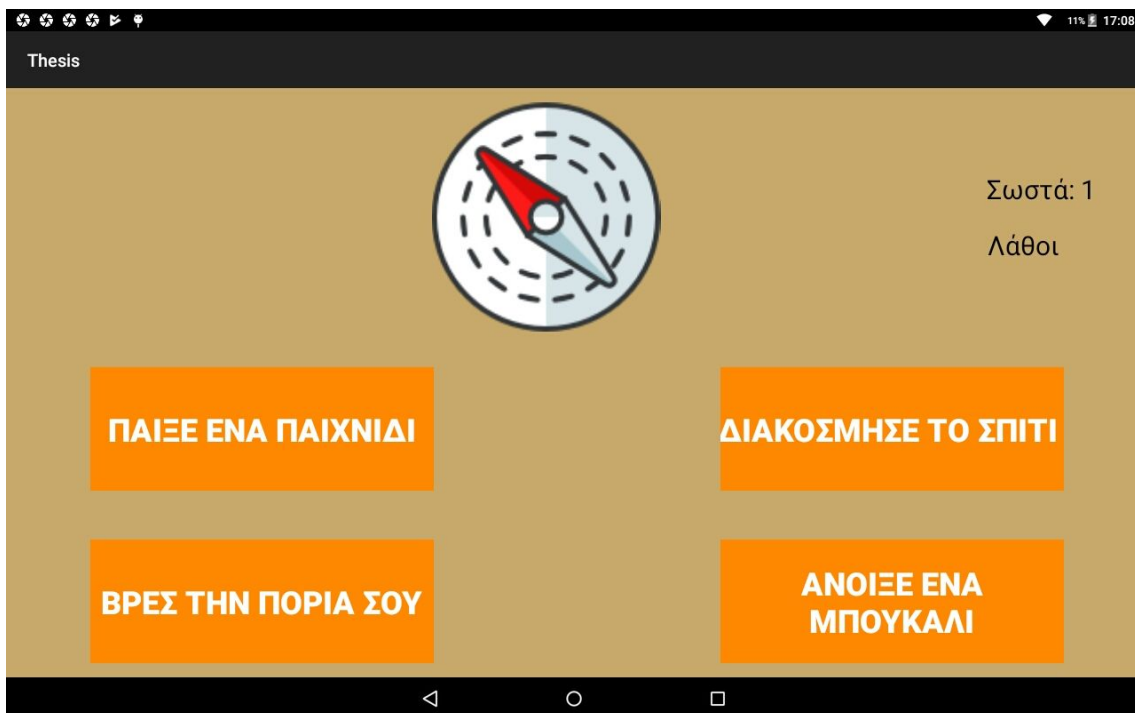 11% 17:08
Thesis
Σωστά: 1
Λάθοι
ΠΑΙΞΕ ΕΝΑ ΠΑΙΧΝΙΔΙ
ΔΙΑΚΟΣΜΗΣΕ ΤΟ ΣΠΙΤΙ
ΒΡΕΣ ΤΗΝ ΠΟΡΙΑ ΣΟΥ
ΑΝΟΙΞΕ ΕΝΑ
ΜΠΟΥΚΑΛΙ